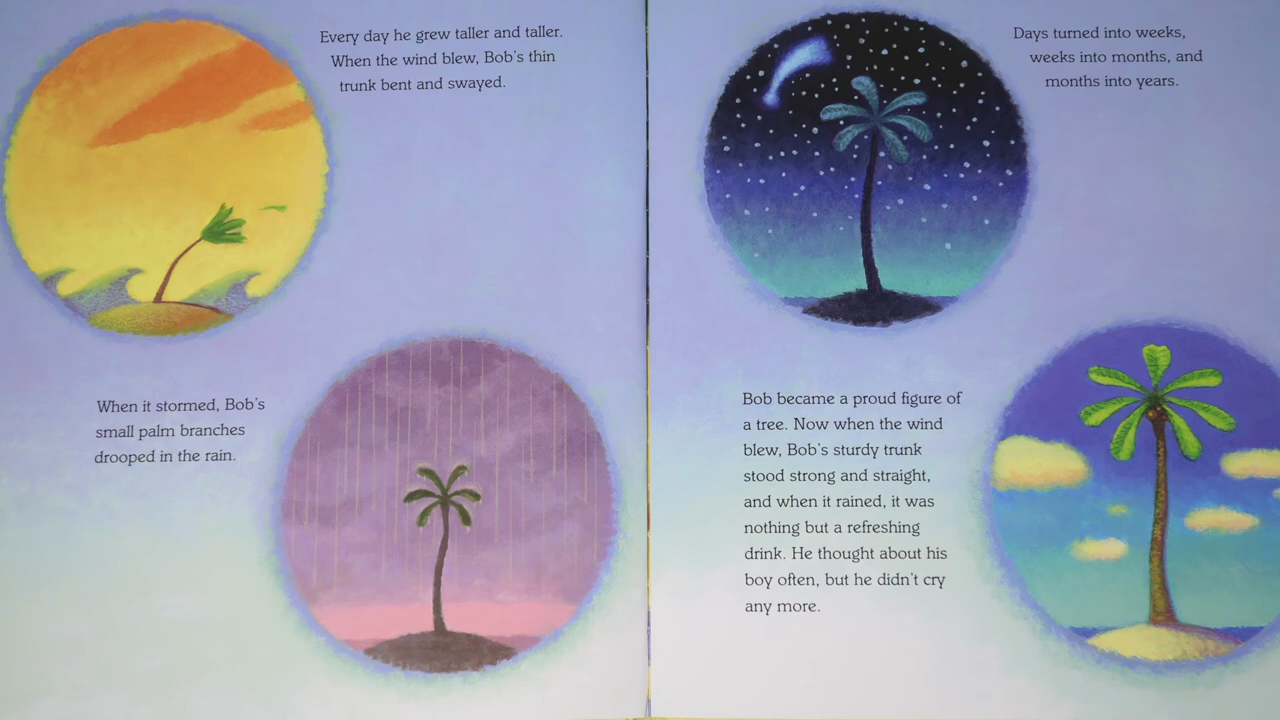 Every day he grew taller and taller.
When the wind blew, Bob's thin
trunk bent and swayed.
When it stormed, Bob's
small palm branches
drooped in the rain.
Days turned into weeks,
weeks into months, and
months into years.
Bob became a proud figure of
a tree. Now when the wind
blew, Bob's sturdy trunk
stood strong and straight,
and when it rained, it was
nothing but a refreshing
drink. He thought about his
boy often, but he didn't cry
any more.